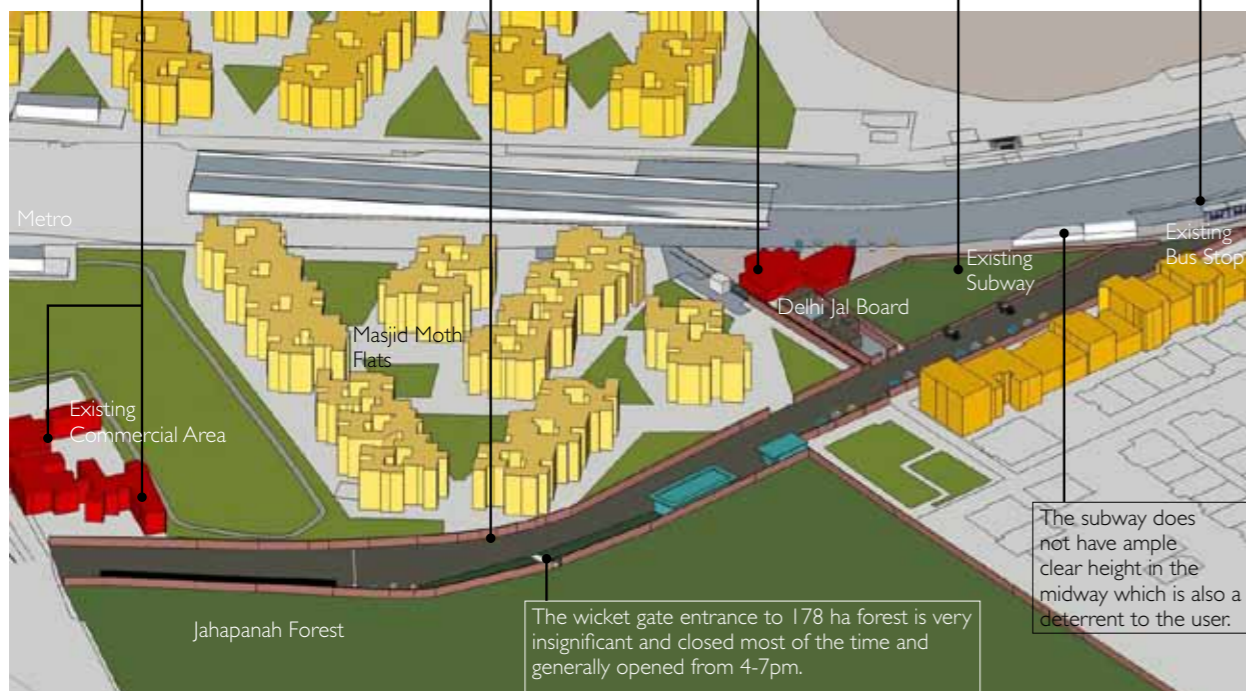 Metro
Existing
Subway
Existing
Bus Stop
Delhi Jal Board
Masjid Moth
Flats
Existing
Commercial Area
The subway does
not have ample
clear height in the
midway which is also a
deterrent to the user.
The wicket gate entrance to 178 ha forest is very
insignificant and closed most of the time and
generally opened from 4-7pm.
Jahapanah Forest